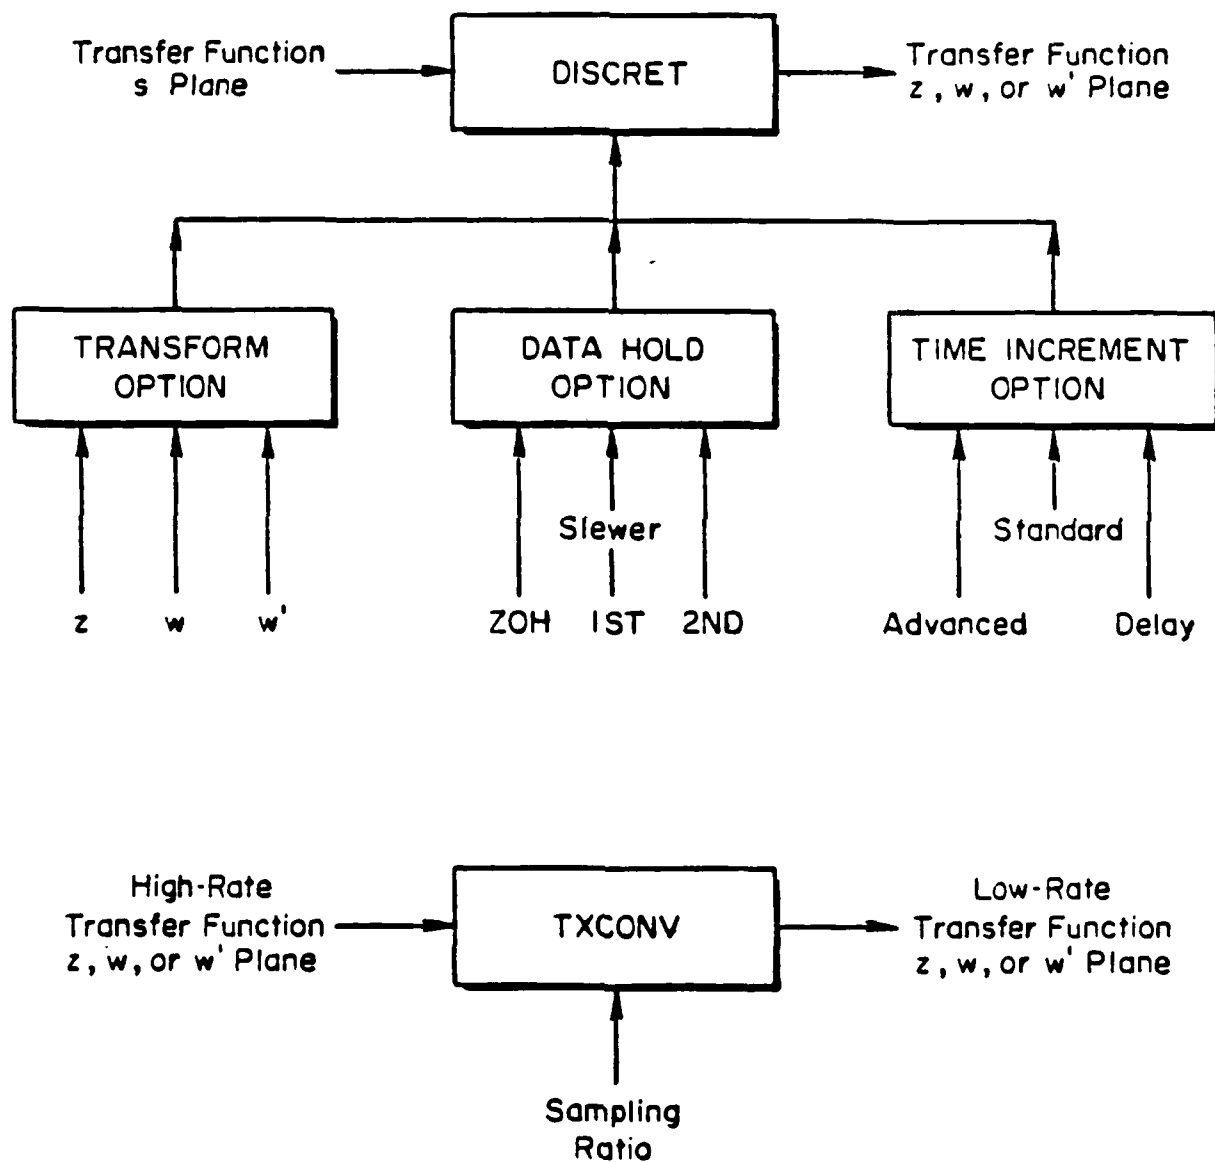 Transfer Function
s Plane
DISCRET
Transfer Function
z, w, or w' Plane
TRANSFORM
OPTION
DATA HOLD
OPTION
TIME INCREMENT
OPTION
Slewer
Standard
z
w
w'
ZOH
1ST
2ND
Advanced
Delay
High-Rate
Transfer Function
z, w, or w' Plane
TXCONV
Low-Rate
Transfer Function
z, w, or w' Plane
Sampling
Ratio